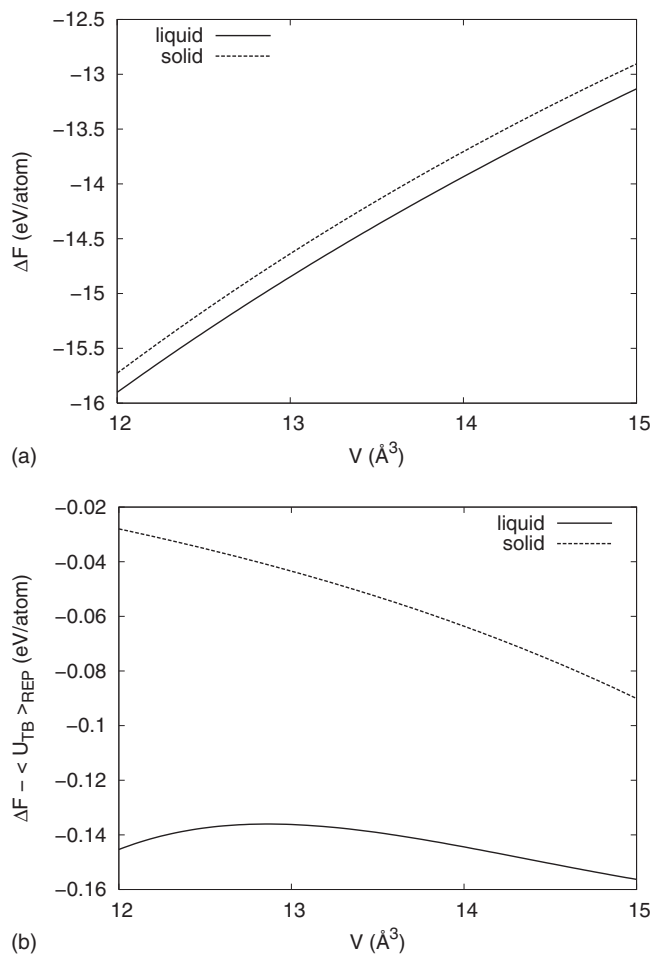 −12.5
liquid
solid
−13
−13.5
−14
−14.5
−15
−15.5
−16
ΔF (eV/atom)
12 13 14 15
(a) V (Å³)
−0.02
liquid
solid
−0.04
−0.06
−0.08
−0.1
−0.12
−0.14
−0.16
ΔF − < U_TB >_REP (eV/atom)
12 13 14 15
(b) V (Å³)